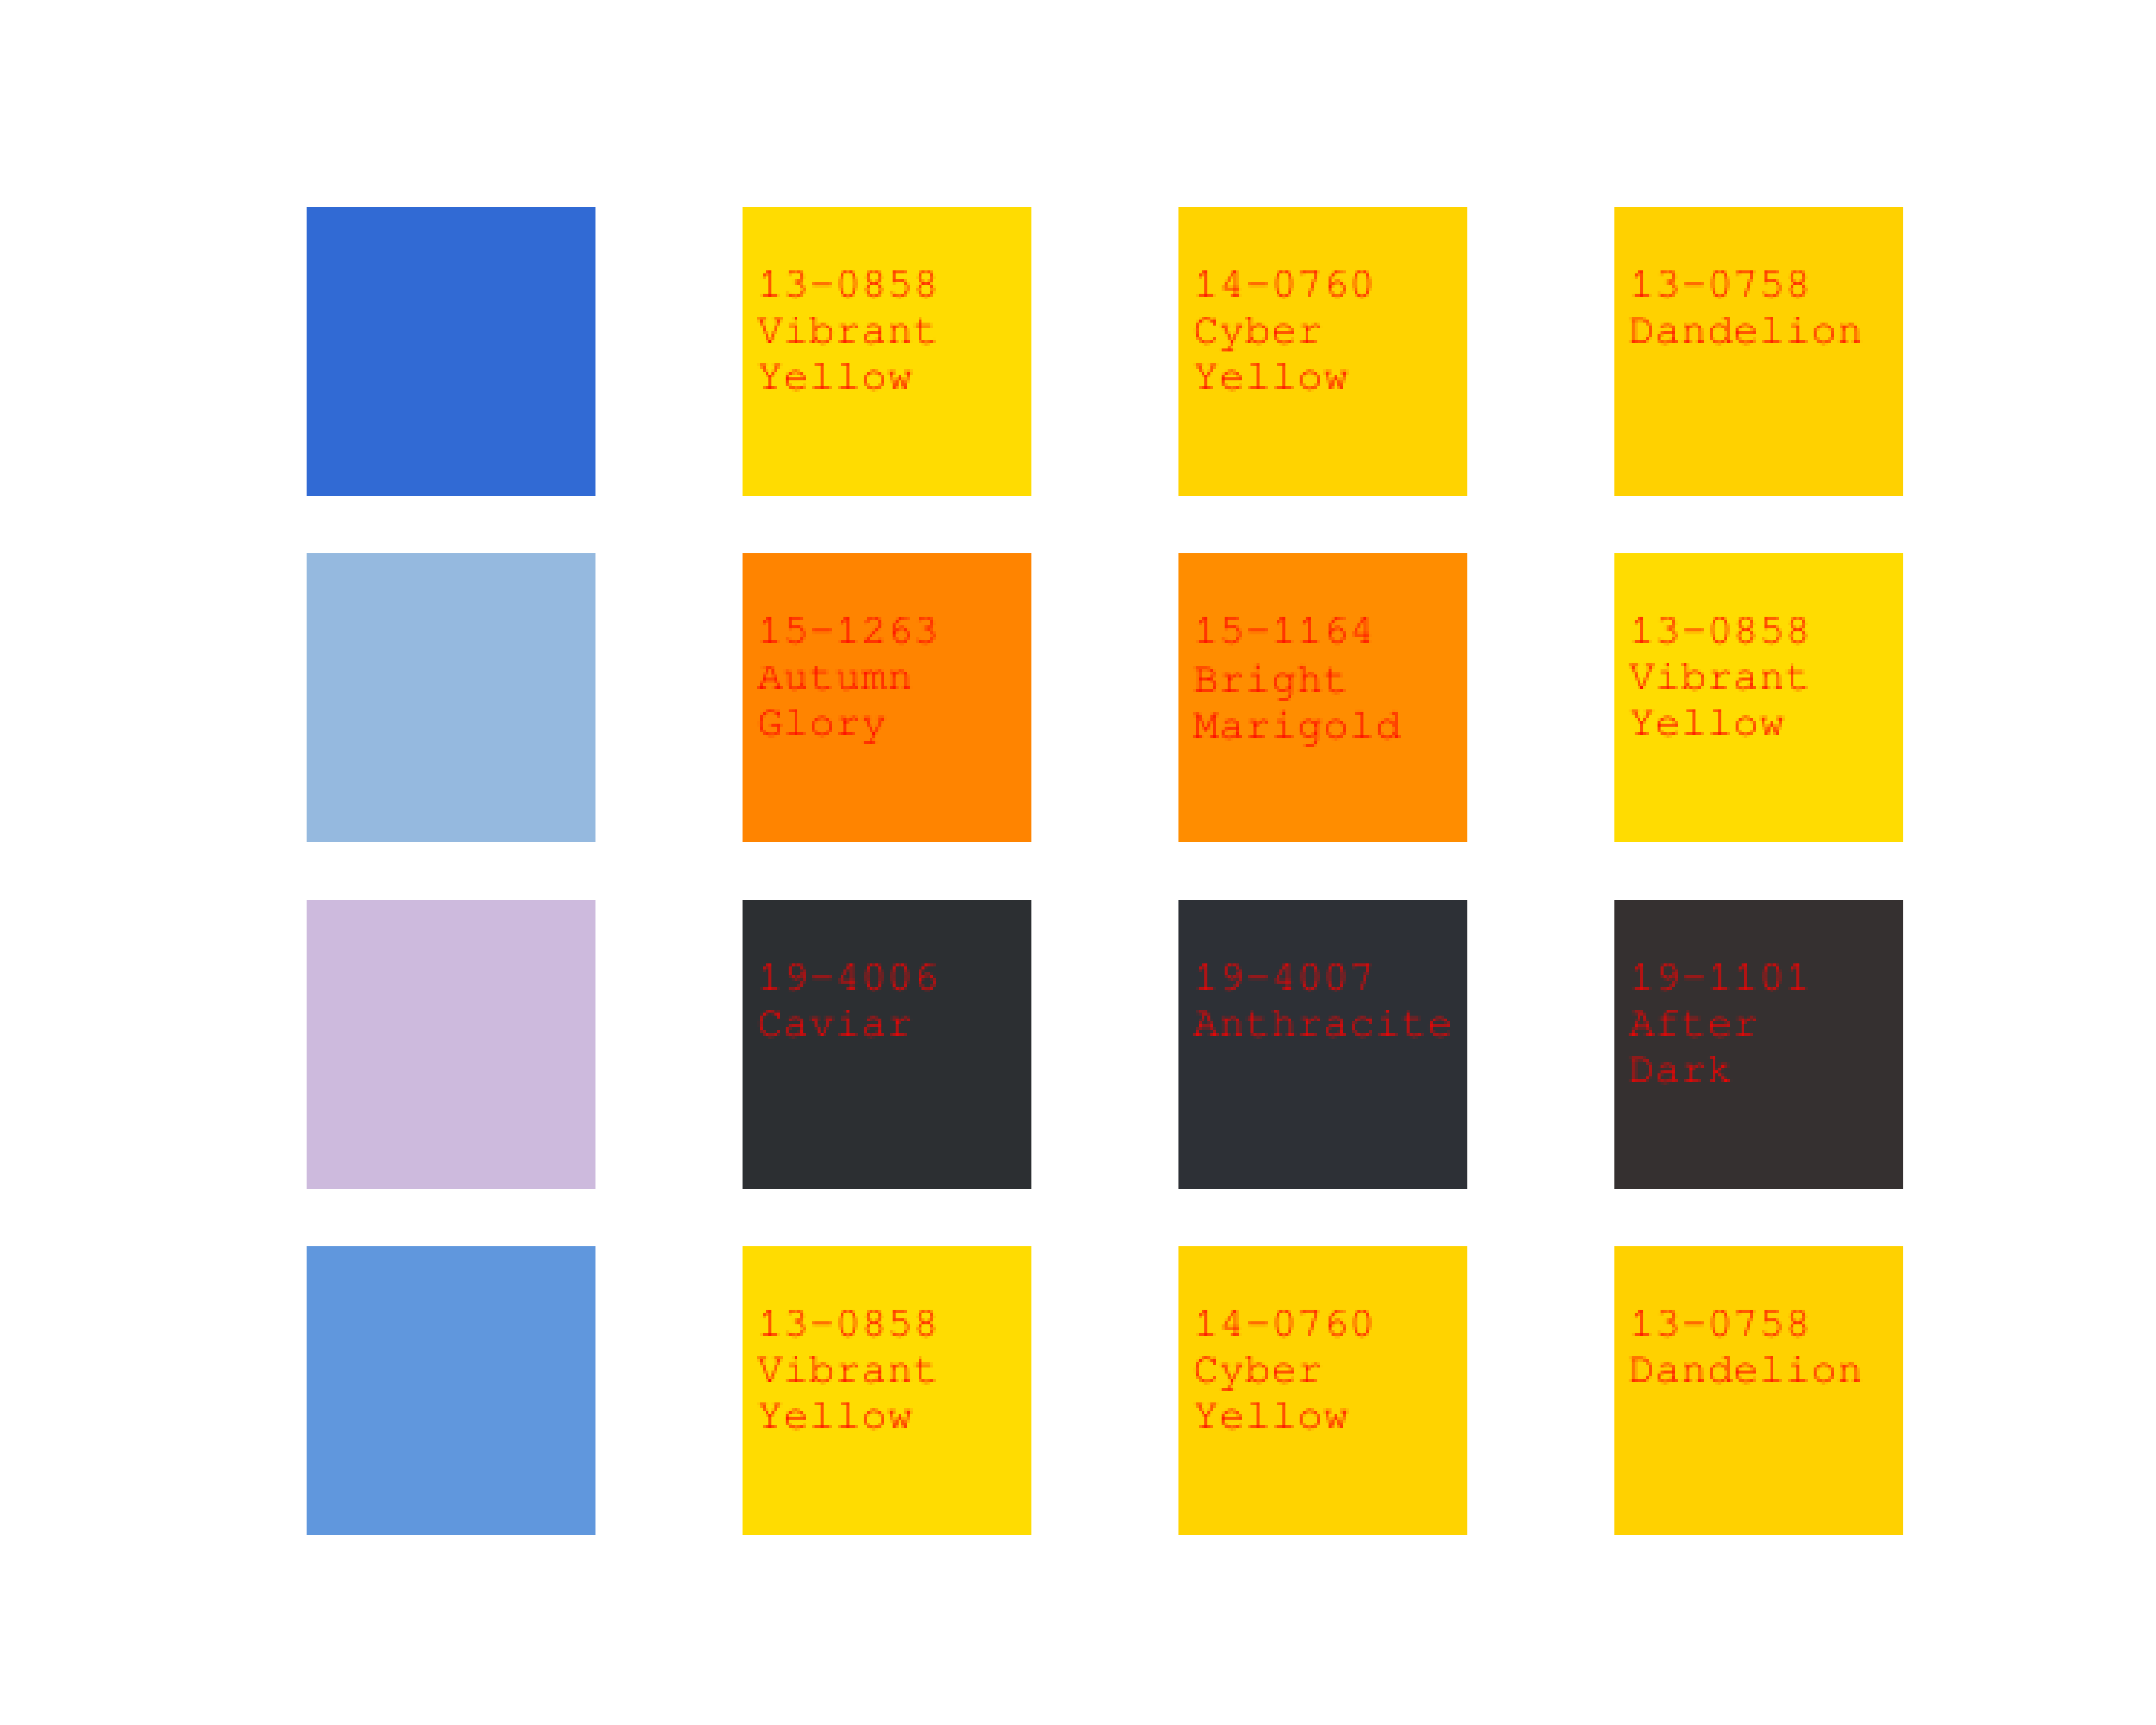 13-0858
Vibrant
Yellow
14-0760
Cyber
Yellow
13-0758
Dandelion
15-1263
Autumn
Glory
15-1164
Bright
Marigold
13-0858
Vibrant
Yellow
19-4006
Caviar
19-4007
Anthracite
19-1101
After
Dark
13-0858
Vibrant
Yellow
14-0760
Cyber
Yellow
13-0758
Dandelion